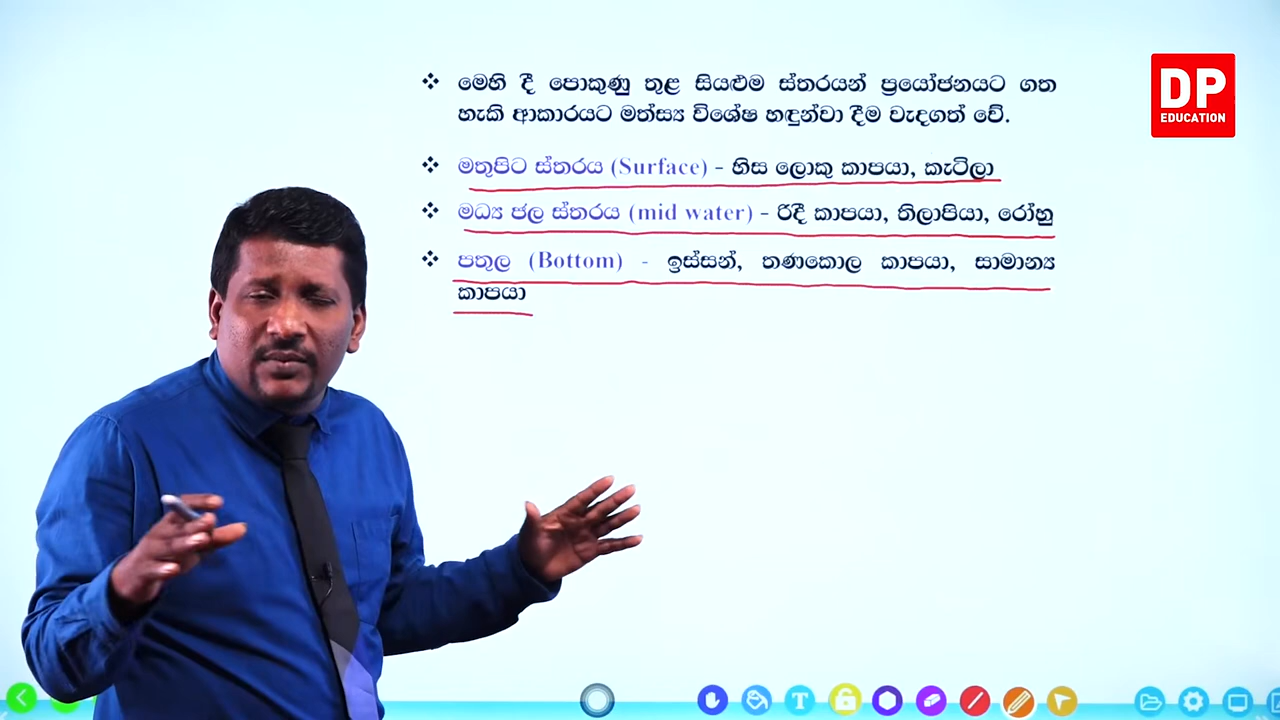 ❖ මෙහි දී පොකුණු තුළ සියළුම ස්තරයන් ප්‍රයෝජනයට ගත
හැකි ආකාරයට මත්ස්‍ය විශේෂ හඳුන්වා දීම වැදගත් වේ.
❖ මතුපිට ස්තරය (Surface) - හිස ලොකු කාපයා, කැටිලා
❖ මධ්‍ය ජල ස්තරය (mid water) - රිදී කාපයා, තිලාපියා, රෝහු
❖ පතුල (Bottom) - ඉස්සන්, තණකොල කාපයා, සාමාන්‍ය
කාපයා
DP
EDUCATION
T